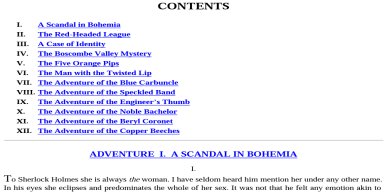 CONTENTS
I. A Scandal in Bohemia
II. The Red-Headed League
III. A Case of Identity
IV. The Boscombe Valley Mystery
V. The Five Orange Pips
VI. The Man with the Twisted Lip
VII. The Adventure of the Blue Carbuncle
VIII. The Adventure of the Speckled Band
IX. The Adventure of the Engineer's Thumb
X. The Adventure of the Noble Bachelor
XI. The Adventure of the Beryl Coronet
XII. The Adventure of the Copper Beeches
ADVENTURE I. A SCANDAL IN BOHEMIA
I.
To Sherlock Holmes she is always the woman. I have seldom heard him mention her under any other name.
In his eyes she eclipses and predominates the whole of her sex. It was not that he felt any emotion akin to